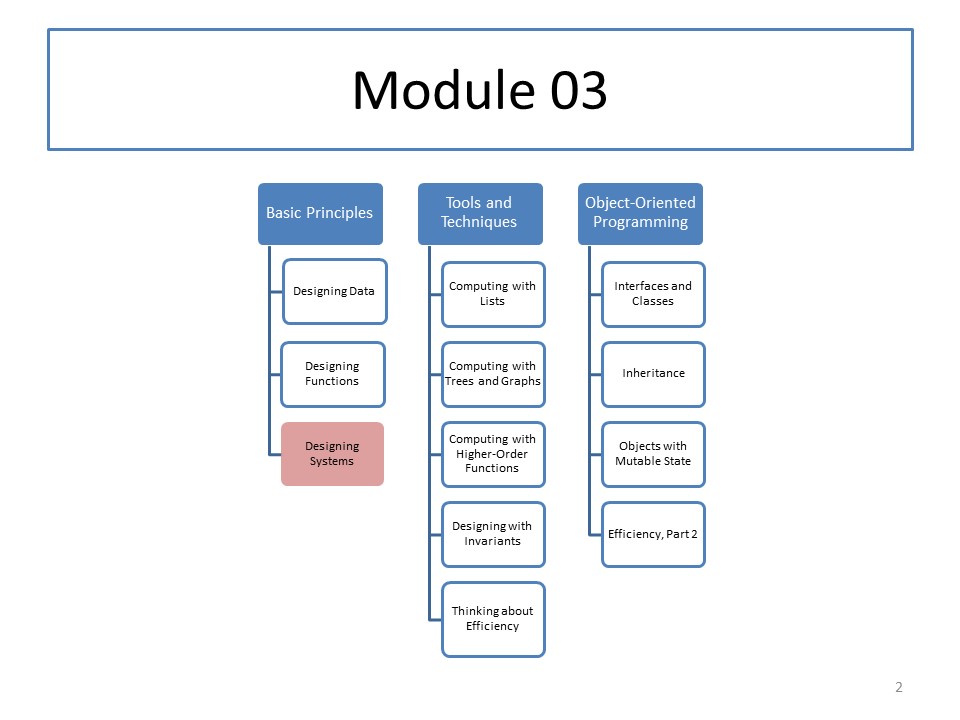 Module 03
Basic Principles
Designing Data
Designing
Functions
Designing
Systems
Tools and
Techniques
Computing with
Lists
Computing with
Trees and Graphs
Computing with
Higher-Order
Functions
Designing with
Invariants
Thinking about
Efficiency
Object-Oriented
Programming
Interfaces and
Classes
Inheritance
Objects with
Mutable State
Efficiency, Part 2
2